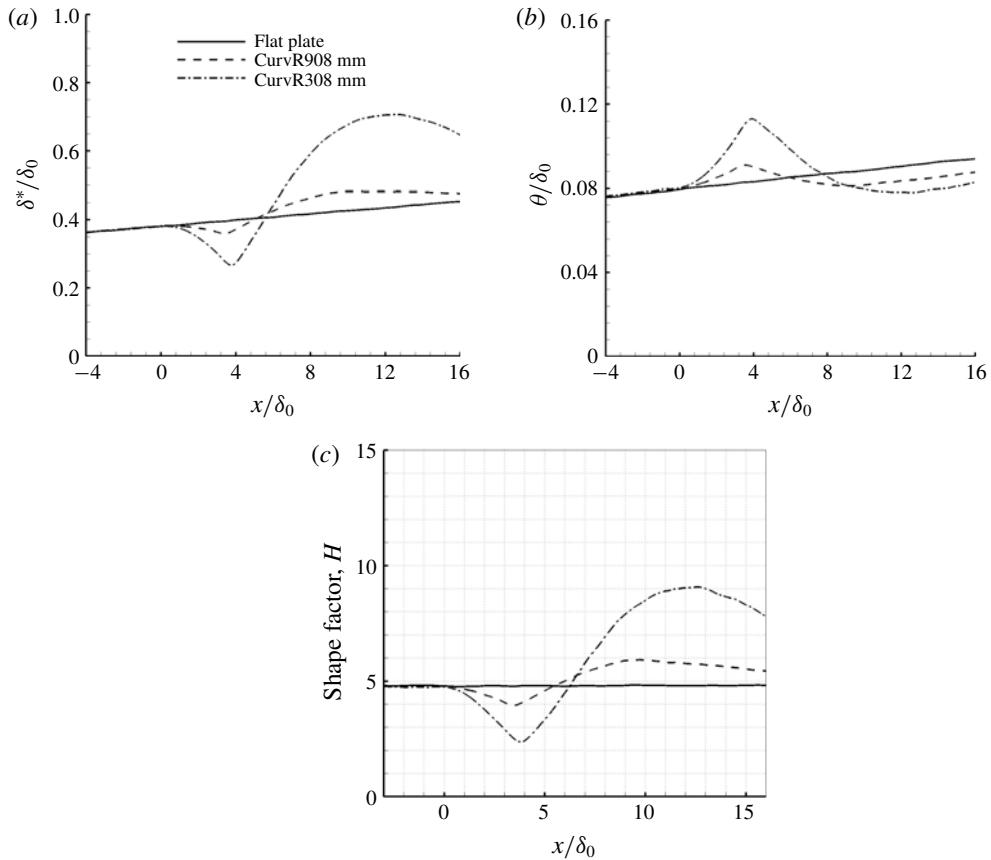 (a)
1.0
0.8
0.6
0.4
0.2
0
δ*/δ₀
Flat plate
CurvR908 mm
CurvR308 mm
−4 0 4 8 12 16
x/δ₀
(b)
0.16
0.12
0.08
0.04
0
θ/δ₀
−4 0 4 8 12 16
x/δ₀
(c)
15
10
5
0
Shape factor, H
0 5 10 15
x/δ₀